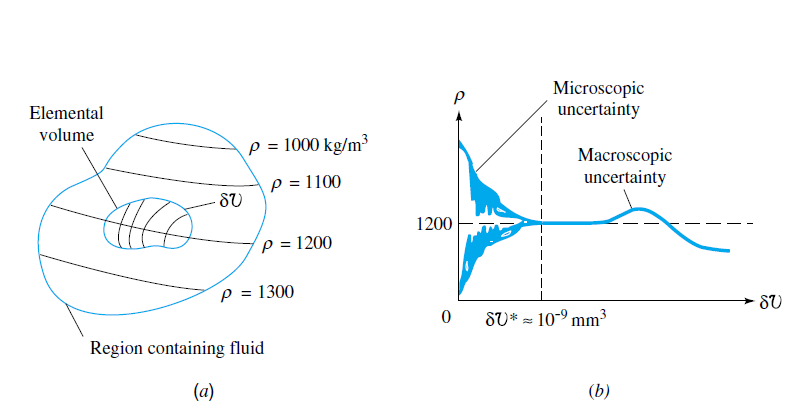 Elemental
volume
ρ = 1000 kg/m³
ρ = 1100
δ𝒱
ρ = 1200
ρ = 1300
Region containing fluid
(a)
ρ
Microscopic
uncertainty
Macroscopic
uncertainty
1200
0
δ𝒱* ≈ 10⁻⁹ mm³
δ𝒱
(b)